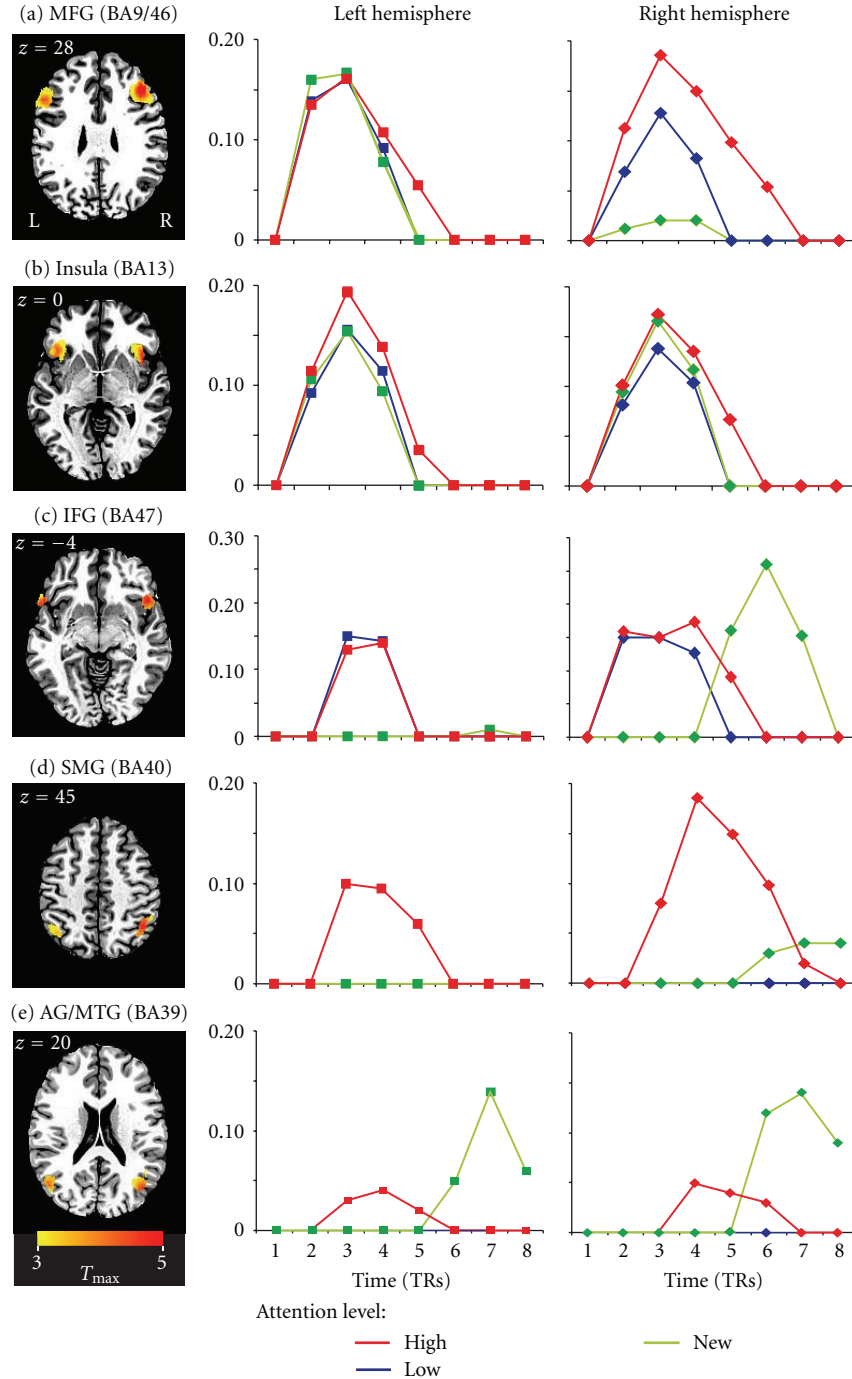 (a) MFG (BA9/46)
Left hemisphere
Right hemisphere
z = 28
L R
0.20
0.10
0
(b) Insula (BA13)
z = 0
0.20
0.10
0
(c) IFG (BA47)
z = −4
0.30
0.20
0.10
0
(d) SMG (BA40)
z = 45
0.20
0.10
0
(e) AG/MTG (BA39)
z = 20
0.20
0.10
0
3 5
Tmax
1 2 3 4 5 6 7 8
Time (TRs)
1 2 3 4 5 6 7 8
Time (TRs)
Attention level:
High
Low
New